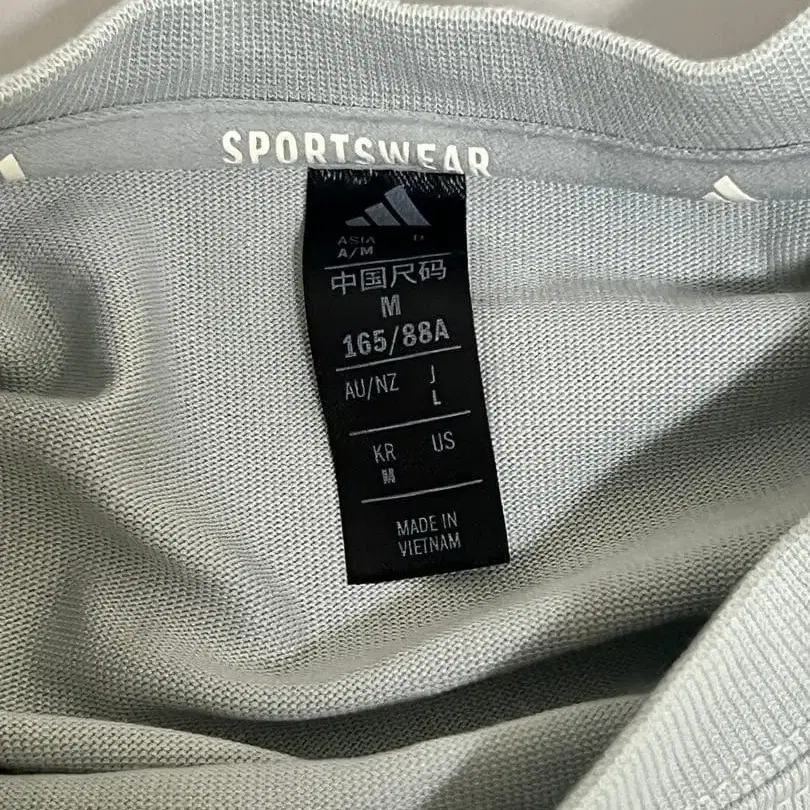 SPORTSWEAR
ASIA
A/M
中国尺码
M
165/88A
AU/NZ J
L
KR US
M
MADE IN
VIETNAM